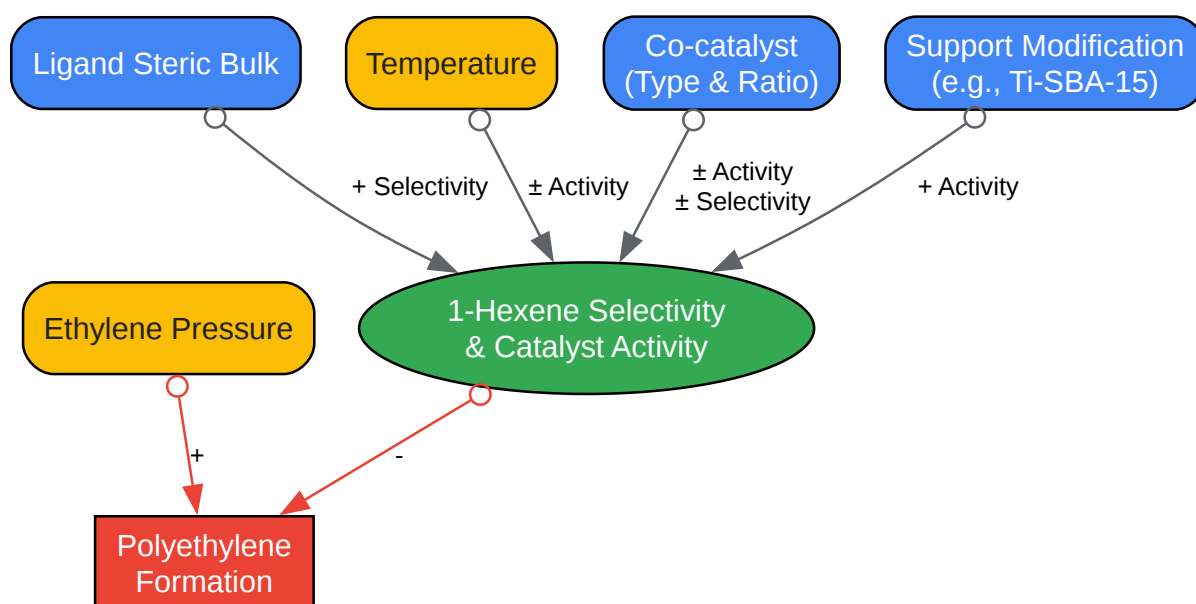 Ligand Steric Bulk
Temperature
Co-catalyst
(Type & Ratio)
Support Modification
(e.g., Ti-SBA-15)
+ Selectivity
± Activity
± Activity
± Selectivity
+ Activity
Ethylene Pressure
1-Hexene Selectivity
& Catalyst Activity
+
-
Polyethylene
Formation